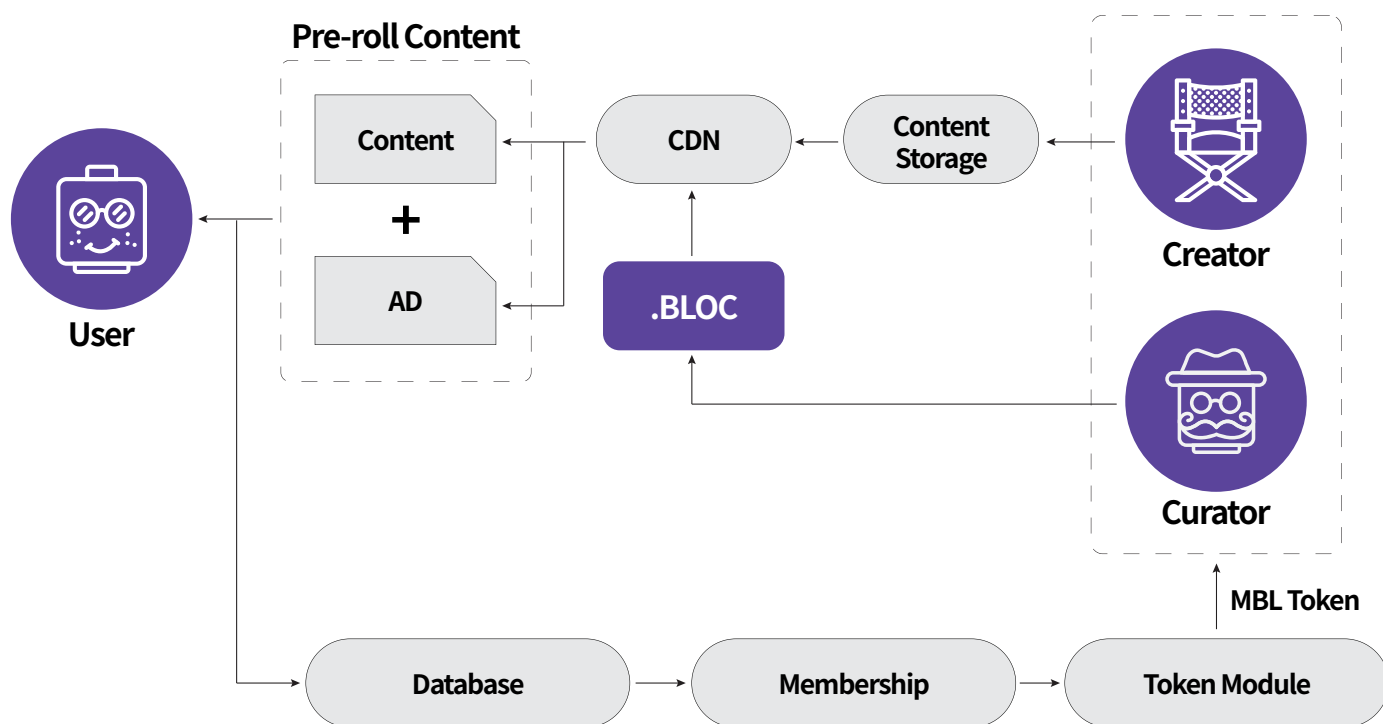 Pre-roll Content
Content
+
AD
User
CDN
Content
Storage
.BLOC
Creator
Curator
MBL Token
Database
Membership
Token Module